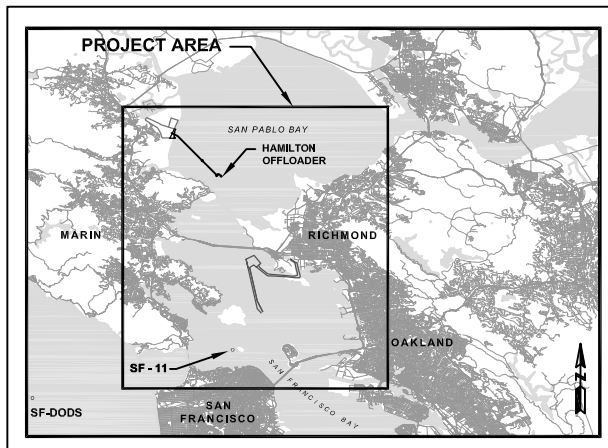 PROJECT AREA
SAN PABLO BAY
HAMILTON
OFFLOADER
MARIN
RICHMOND
OAKLAND
SF - 11
SAN FRANCISCO BAY
SF-DODS
SAN
FRANCISCO
N